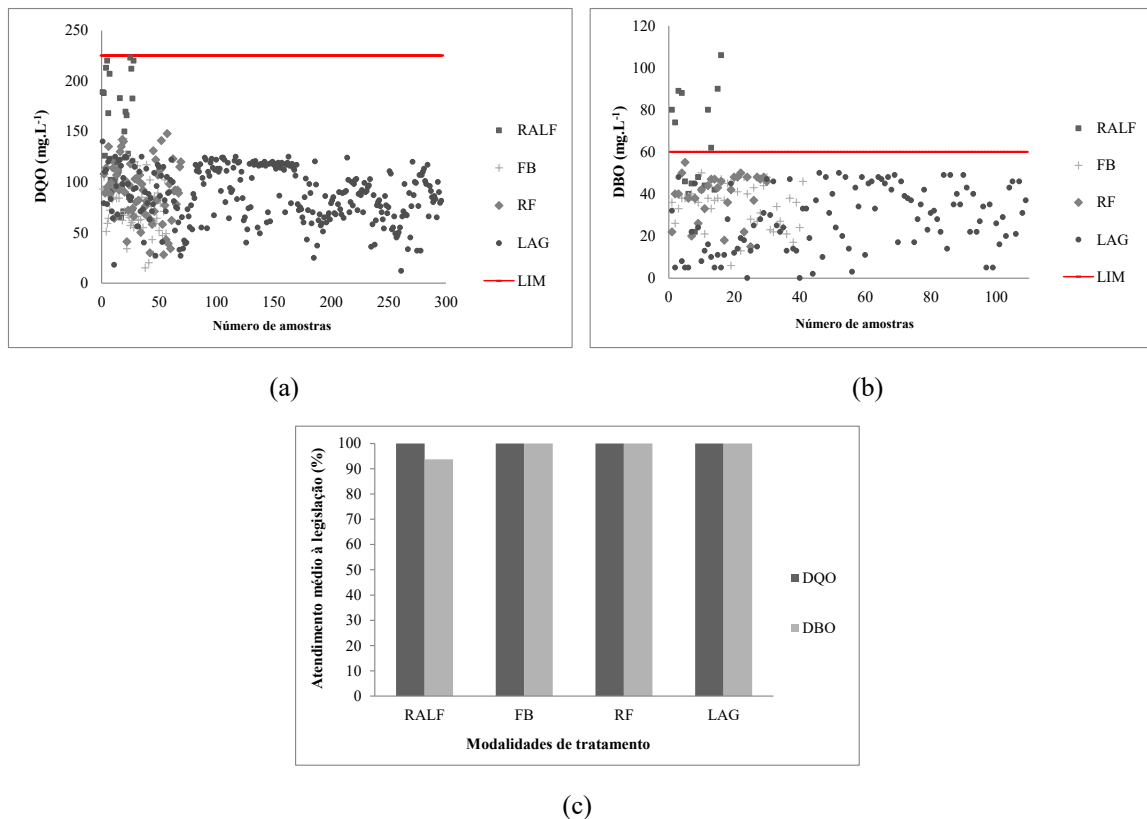 DQO (mg.L⁻¹)
250
200
150
100
50
0
0 50 100 150 200 250 300
Número de amostras
RALF
FB
RF
LAG
LIM
(a)
DBO (mg.L⁻¹)
120
100
80
60
40
20
0
0 20 40 60 80 100
Número de amostras
RALF
FB
RF
LAG
LIM
(b)
Atendimento médio à legislação (%)
100
90
80
70
60
50
40
30
20
10
0
RALF FB RF LAG
Modalidades de tratamento
DQO
DBO
(c)